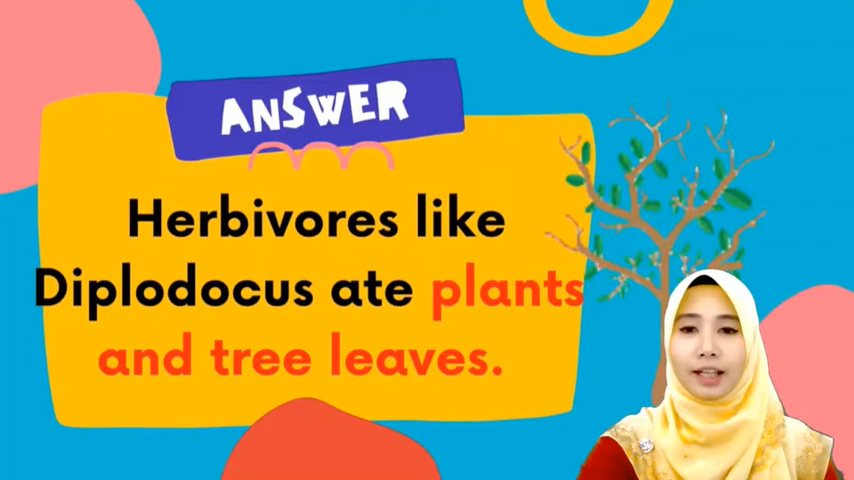 ANSWER
Herbivores like
Diplodocus ate plants
and tree leaves.